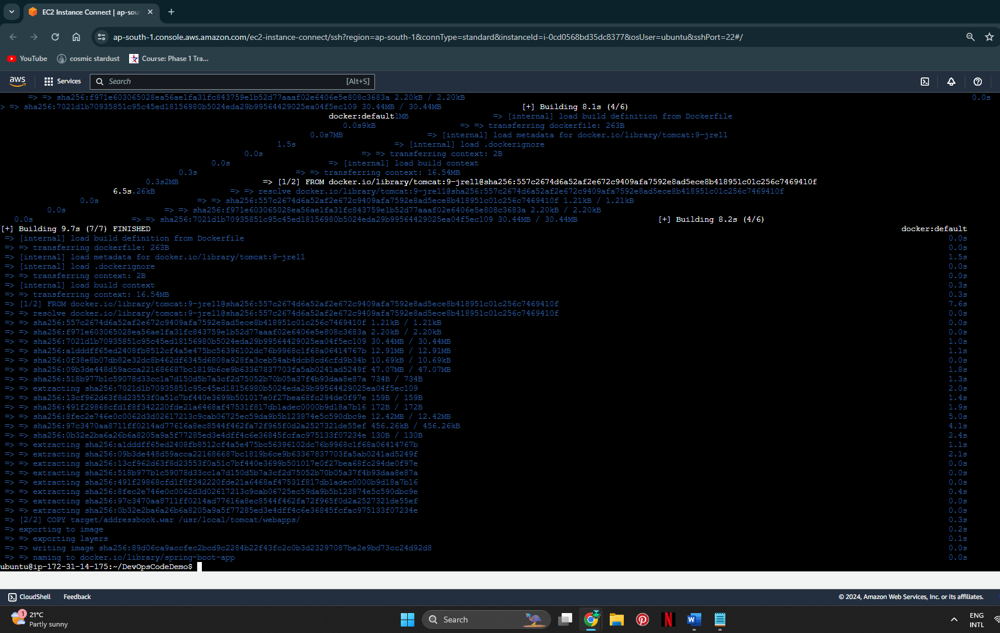 EC2 Instance Connect | ap-sou
ap-south-1.console.aws.amazon.com/ec2-instance-connect/ssh?region=ap-south-1&connType=standard&instanceId=i-0cd0568bd35dc8377&osUser=ubuntu&sshPort=22#/
YouTube cosmic stardust Course: Phase 1 Tra...
aws Services Search [Alt+S]
=> => sha256:f971e603065028ea56ae1fa31fc843759e1b52d77aaaf02e6406e5e808c3683a 2.20kB / 2.20kB 0.0s
> => sha256:7021d1b70935851c95c45ed18156980b5024eda29b99564429025ea04f5ec109 30.44MB / 30.44MB [+] Building 8.1s (4/6)
docker:default1MB => [internal] load build definition from Dockerfile
0.0s9kB => => transferring dockerfile: 263B
0.0s7MB => [internal] load metadata for docker.io/library/tomcat:9-jre11
1.5s => [internal] load .dockerignore
0.0s => => transferring context: 2B
0.0s => [internal] load build context
0.3s => => transferring context: 16.54MB
0.3s2MB => [1/2] FROM docker.io/library/tomcat:9-jre11@sha256:557c2674d6a52af2e672c9409afa7592e8ad5ece8b418951c01c256c7469410f
6.5s.26kB => => resolve docker.io/library/tomcat:9-jre11@sha256:557c2674d6a52af2e672c9409afa7592e8ad5ece8b418951c01c256c7469410f
0.0s => => sha256:557c2674d6a52af2e672c9409afa7592e8ad5ece8b418951c01c256c7469410f 1.21kB / 1.21kB
0.0s => => sha256:f971e603065028ea56ae1fa31fc843759e1b52d77aaaf02e6406e5e808c3683a 2.20kB / 2.20kB
0.0s => => sha256:7021d1b70935851c95c45ed18156980b5024eda29b99564429025ea04f5ec109 30.44MB / 30.44MB [+] Building 8.2s (4/6)
[+] Building 9.7s (7/7) FINISHED docker:default
=> [internal] load build definition from Dockerfile 0.0s
=> => transferring dockerfile: 263B 0.0s
=> [internal] load metadata for docker.io/library/tomcat:9-jre11 1.5s
=> [internal] load .dockerignore 0.0s
=> => transferring context: 2B 0.0s
=> [internal] load build context 0.3s
=> => transferring context: 16.54MB 0.3s
=> [1/2] FROM docker.io/library/tomcat:9-jre11@sha256:557c2674d6a52af2e672c9409afa7592e8ad5ece8b418951c01c256c7469410f 7.6s
=> => resolve docker.io/library/tomcat:9-jre11@sha256:557c2674d6a52af2e672c9409afa7592e8ad5ece8b418951c01c256c7469410f 0.0s
=> => sha256:557c2674d6a52af2e672c9409afa7592e8ad5ece8b418951c01c256c7469410f 1.21kB / 1.21kB 0.0s
=> => sha256:f971e603065028ea56ae1fa31fc843759e1b52d77aaaf02e6406e5e808c3683a 2.20kB / 2.20kB 0.0s
=> => sha256:7021d1b70935851c95c45ed18156980b5024eda29b99564429025ea04f5ec109 30.44MB / 30.44MB 1.0s
=> => sha256:a1dddff65ed2408fb8512cf4a5e475bc56396102dc76b9968c1f68a06414767b 12.91MB / 12.91MB 1.1s
=> => sha256:0f38e8b07db82e32dc8b462df6345d6808a928fa3ceb54ab4dcb8cd6cfd9b34b 10.69kB / 10.69kB 0.0s
=> => sha256:09b3de448d59acca221686687bc1819b6ce9b63367837703fa5ab0241ad5249f 47.07MB / 47.07MB 1.8s
=> => sha256:518b977b1c59078d33cc1a7d150d5b7a3cf2d75052b70b05a37f4b93daa8e87a 734B / 734B 1.3s
=> => extracting sha256:7021d1b70935851c95c45ed18156980b5024eda29b99564429025ea04f5ec109 2.0s
=> => sha256:13cf962d63f8d23553f0a51c7bf440e3699b501017e0f27bea68fc294de0f97e 159B / 159B 1.4s
=> => sha256:491f29868cfd1f8f342220fde21a6468af47531f817db1adec0000b9d18a7b16 172B / 172B 1.9s
=> => sha256:8fec2e746e0c0062d3d02617213c9cab06725ec59da9b5b123874e5c590dbc9e 12.42MB / 12.42MB 5.0s
=> => sha256:97c3470aa8711ff0214ad77616a8ec8544f462fa72f965f0d2a2527321de55ef 456.26kB / 456.26kB 4.1s
=> => sha256:0b32e2ba6a26b6a8205a9a5f77285ed3e4dff4c6e36845fcfac975133f07234e 130B / 130B 2.4s
=> => extracting sha256:a1dddff65ed2408fb8512cf4a5e475bc56396102dc76b9968c1f68a06414767b 1.1s
=> => extracting sha256:09b3de448d59acca221686687bc1819b6ce9b63367837703fa5ab0241ad5249f 2.1s
=> => extracting sha256:13cf962d63f8d23553f0a51c7bf440e3699b501017e0f27bea68fc294de0f97e 0.0s
=> => extracting sha256:518b977b1c59078d33cc1a7d150d5b7a3cf2d75052b70b05a37f4b93daa8e87a 0.0s
=> => extracting sha256:491f29868cfd1f8f342220fde21a6468af47531f817db1adec0000b9d18a7b16 0.0s
=> => extracting sha256:8fec2e746e0c0062d3d02617213c9cab06725ec59da9b5b123874e5c590dbc9e 0.4s
=> => extracting sha256:97c3470aa8711ff0214ad77616a8ec8544f462fa72f965f0d2a2527321de55ef 0.0s
=> => extracting sha256:0b32e2ba6a26b6a8205a9a5f77285ed3e4dff4c6e36845fcfac975133f07234e 0.0s
=> [2/2] COPY target/addressbook.war /usr/local/tomcat/webapps/ 0.3s
=> exporting to image 0.2s
=> => exporting layers 0.1s
=> => writing image sha256:89d06ca9accfec2bcd9c2284b22f43fc2c0b3d23297087be2e9bd73cc24d92d8 0.0s
=> => naming to docker.io/library/spring-boot-app 0.0s
ubuntu@ip-172-31-14-175:~/DevOpsCodeDemo$
CloudShell Feedback © 2024, Amazon Web Services, Inc. or its affiliates.
1 21°C Search ENG
Partly sunny INTL